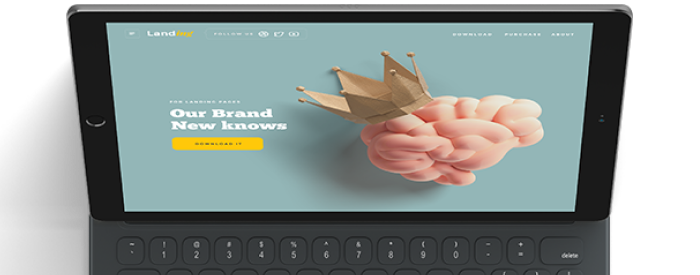 Landing
FOLLOW US
DOWNLOAD PURCHASE ABOUT
FOR LANDING PAGES
Our Brand
New knows
DOWNLOAD IT
~ ! @ # $ % ^ & * ( ) _ +
1 2 3 4 5 6 7 8 9 0 - = delete